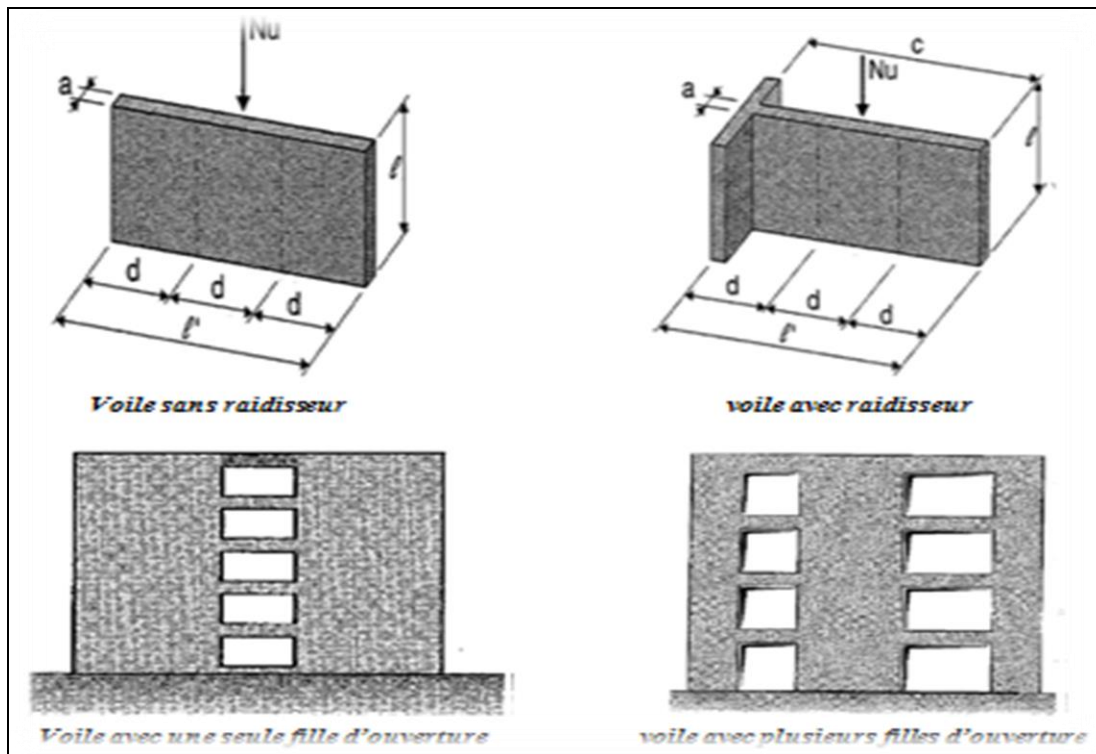 Nu
a
ℓ
d
d
d
ℓ'
Voile sans raidisseur
c
Nu
a
ℓ
d
d
d
ℓ'
voile avec raidisseur
Voile avec une seule fille d'ouverture
voile avec plusieurs filles d'ouverture